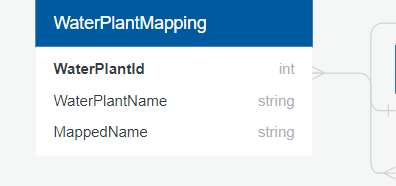 WaterPlantMapping
WaterPlantId int
WaterPlantName string
MappedName string